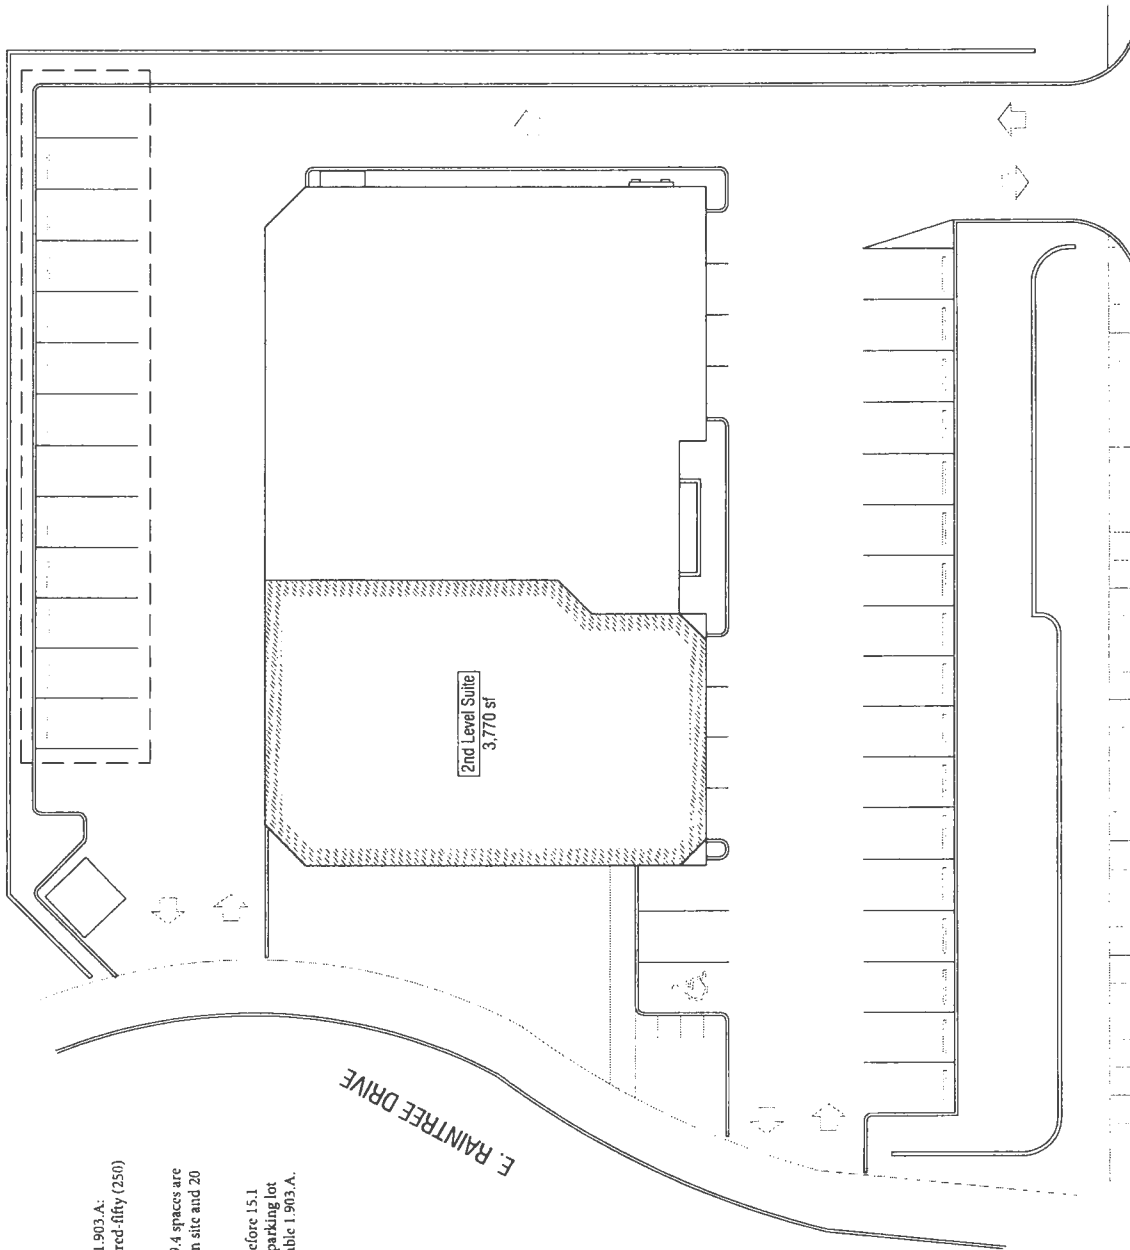 1.903.A:
red-fifty (250)
9.4 spaces are
n site and 20
efore 15.1
parking lot
able 1.903.A.
2nd Level Suite
3,770 sf
E. RAINTREE DRIVE